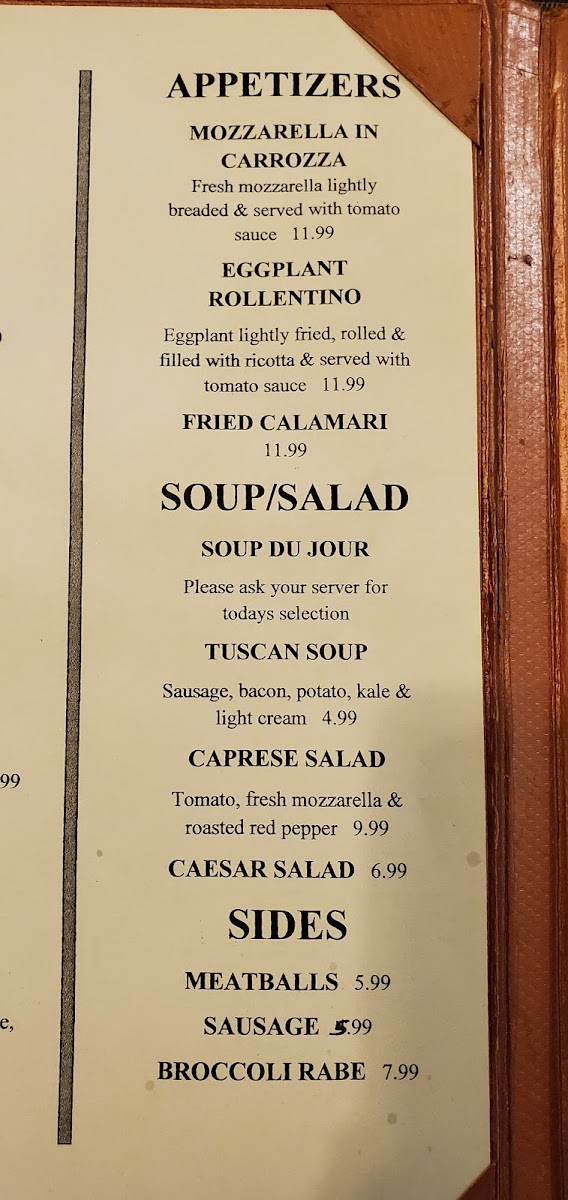 APPETIZERS
MOZZARELLA IN
CARROZZA
Fresh mozzarella lightly
breaded & served with tomato
sauce 11.99
EGGPLANT
ROLLENTINO
Eggplant lightly fried, rolled &
filled with ricotta & served with
tomato sauce 11.99
FRIED CALAMARI
11.99
SOUP/SALAD
SOUP DU JOUR
Please ask your server for
todays selection
TUSCAN SOUP
Sausage, bacon, potato, kale &
light cream 4.99
CAPRESE SALAD
Tomato, fresh mozzarella &
roasted red pepper 9.99
CAESAR SALAD 6.99
SIDES
MEATBALLS 5.99
SAUSAGE 5.99
BROCCOLI RABE 7.99